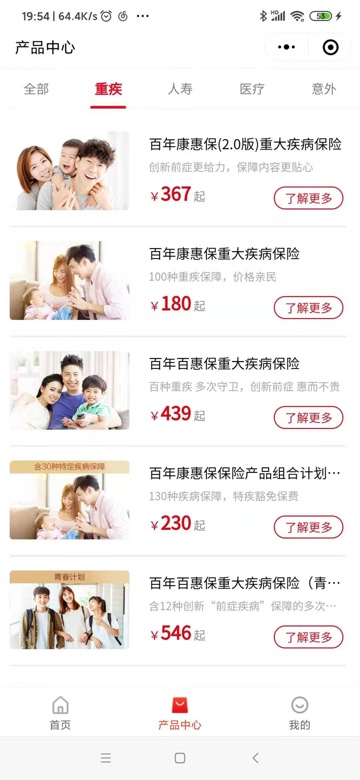 19:54 | 64.4K/s
HD
53
产品中心
全部
重疾
人寿
医疗
意外
百年康惠保(2.0版)重大疾病保险
创新前症更给力，保障内容更贴心
￥367起
了解更多
百年康惠保重大疾病保险
100种重疾保障，价格亲民
￥180起
了解更多
百年百惠保重大疾病保险
百种重疾 多次守卫，创新前症 惠而不贵
￥439起
了解更多
含30种特定疾病保障
百年康惠保保险产品组合计划...
130种疾病保障，特疾豁免保费
￥230起
了解更多
青春计划
百年百惠保重大疾病保险（青...
含12种创新“前症疾病”保障的多次...
￥546起
了解更多
首页
产品中心
我的